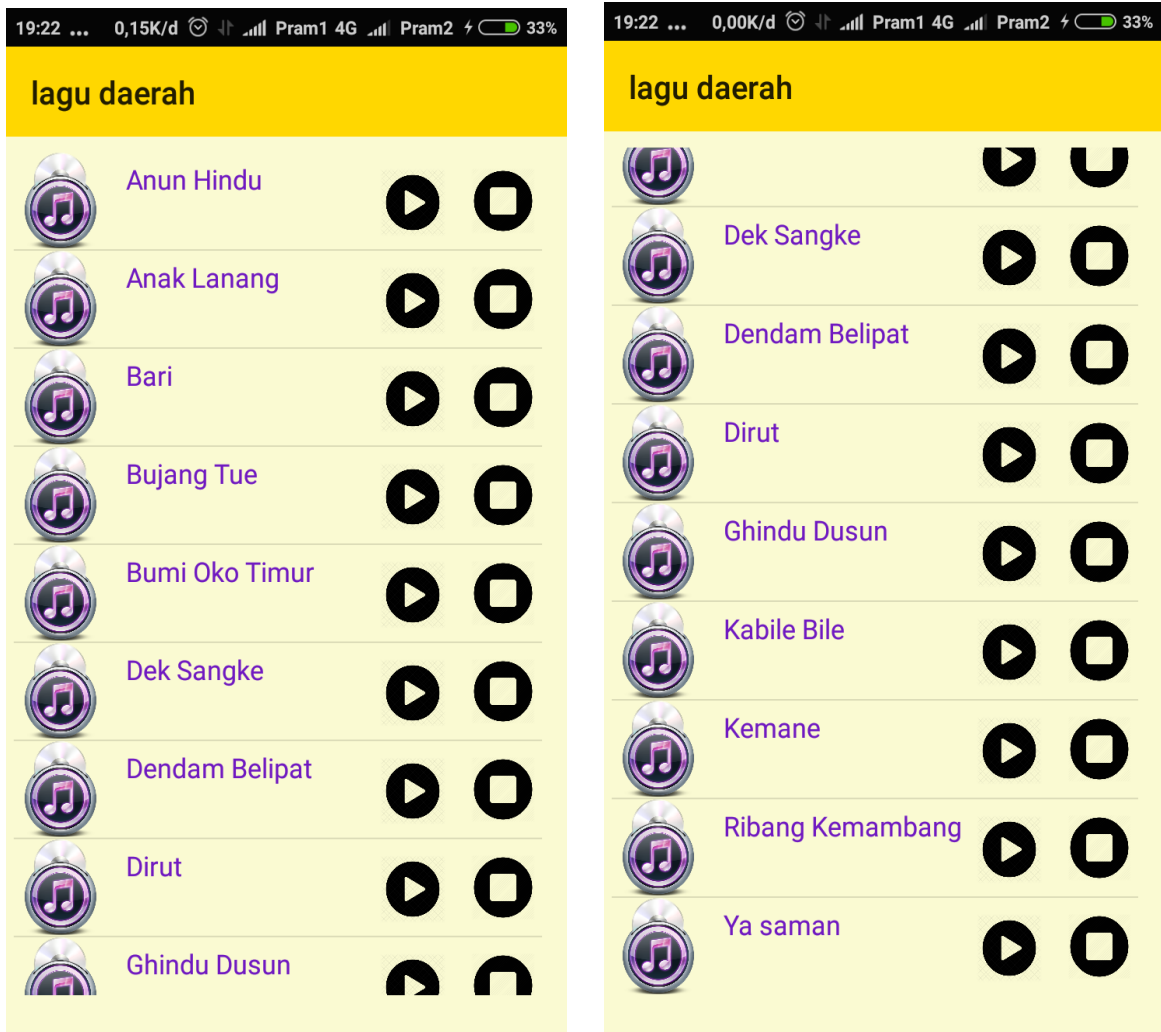 19:22 ... 0,15K/d Pram1 4G Pram2 33%
lagu daerah
Anun Hindu
Anak Lanang
Bari
Bujang Tue
Bumi Oko Timur
Dek Sangke
Dendam Belipat
Dirut
Ghindu Dusun
19:22 ... 0,00K/d Pram1 4G Pram2 33%
lagu daerah
Dek Sangke
Dendam Belipat
Dirut
Ghindu Dusun
Kabile Bile
Kemane
Ribang Kemambang
Ya saman